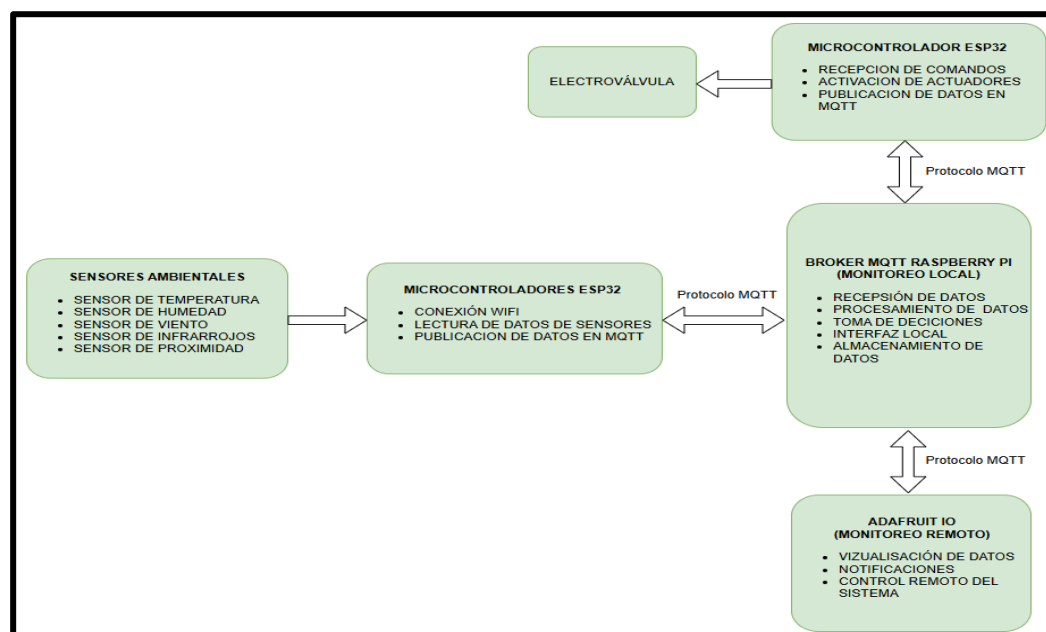 MICROCONTROLADOR ESP32
• RECEPCION DE COMANDOS
• ACTIVACION DE ACTUADORES
• PUBLICACION DE DATOS EN
MQTT
ELECTROVÁLVULA
Protocolo MQTT
SENSORES AMBIENTALES
• SENSOR DE TEMPERATURA
• SENSOR DE HUMEDAD
• SENSOR DE VIENTO
• SENSOR DE INFRARROJOS
• SENSOR DE PROXIMIDAD
MICROCONTROLADORES ESP32
• CONEXIÓN WIFI
• LECTURA DE DATOS DE SENSORES
• PUBLICACION DE DATOS EN MQTT
Protocolo MQTT
BROKER MQTT RASPBERRY PI
(MONITOREO LOCAL)
• RECEPSIÓN DE DATOS
• PROCESAMIENTO DE DATOS
• TOMA DE DECICIONES
• INTERFAZ LOCAL
• ALMACENAMIENTO DE
DATOS
Protocolo MQTT
ADAFRUIT IO
(MONITOREO REMOTO)
• VIZUALISACIÓN DE DATOS
• NOTIFICACIONES
• CONTROL REMOTO DEL
SISTEMA